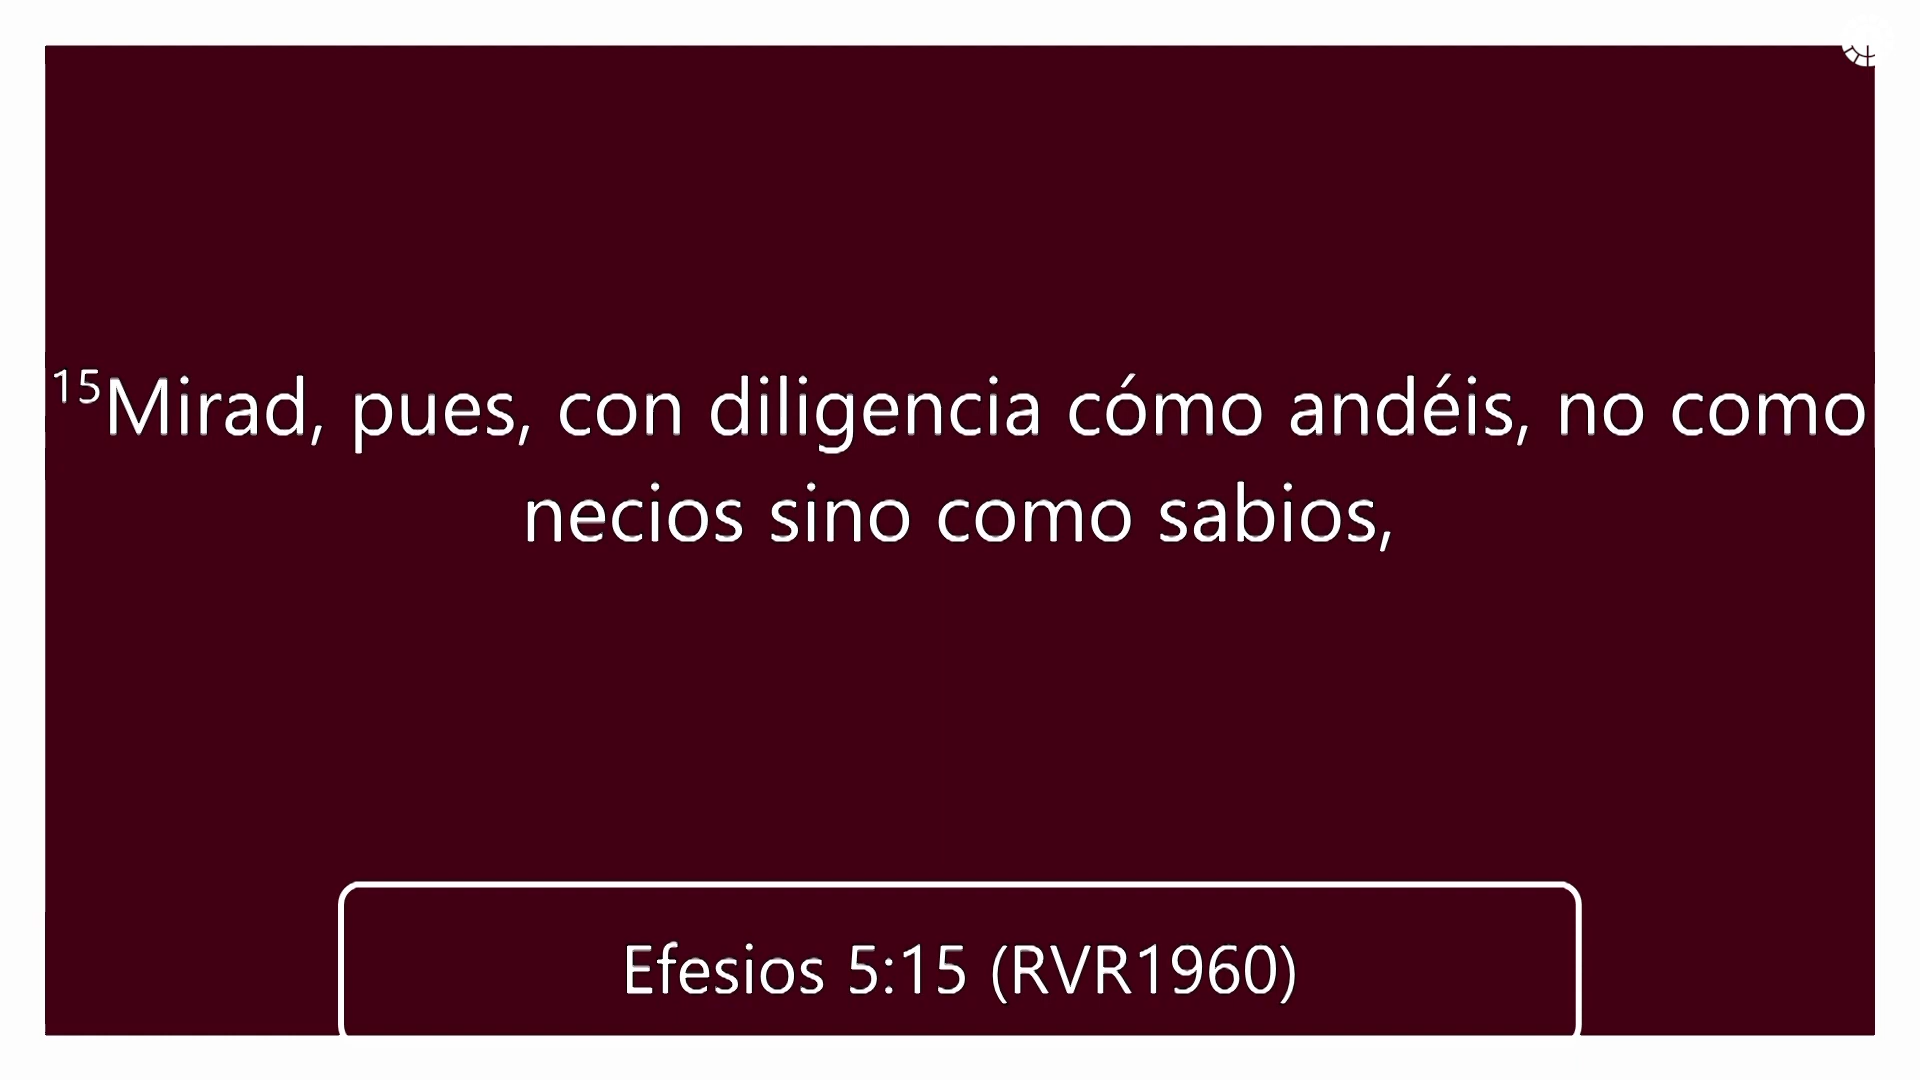 ¹⁵Mirad, pues, con diligencia cómo andéis, no como
necios sino como sabios,
Efesios 5:15 (RVR1960)